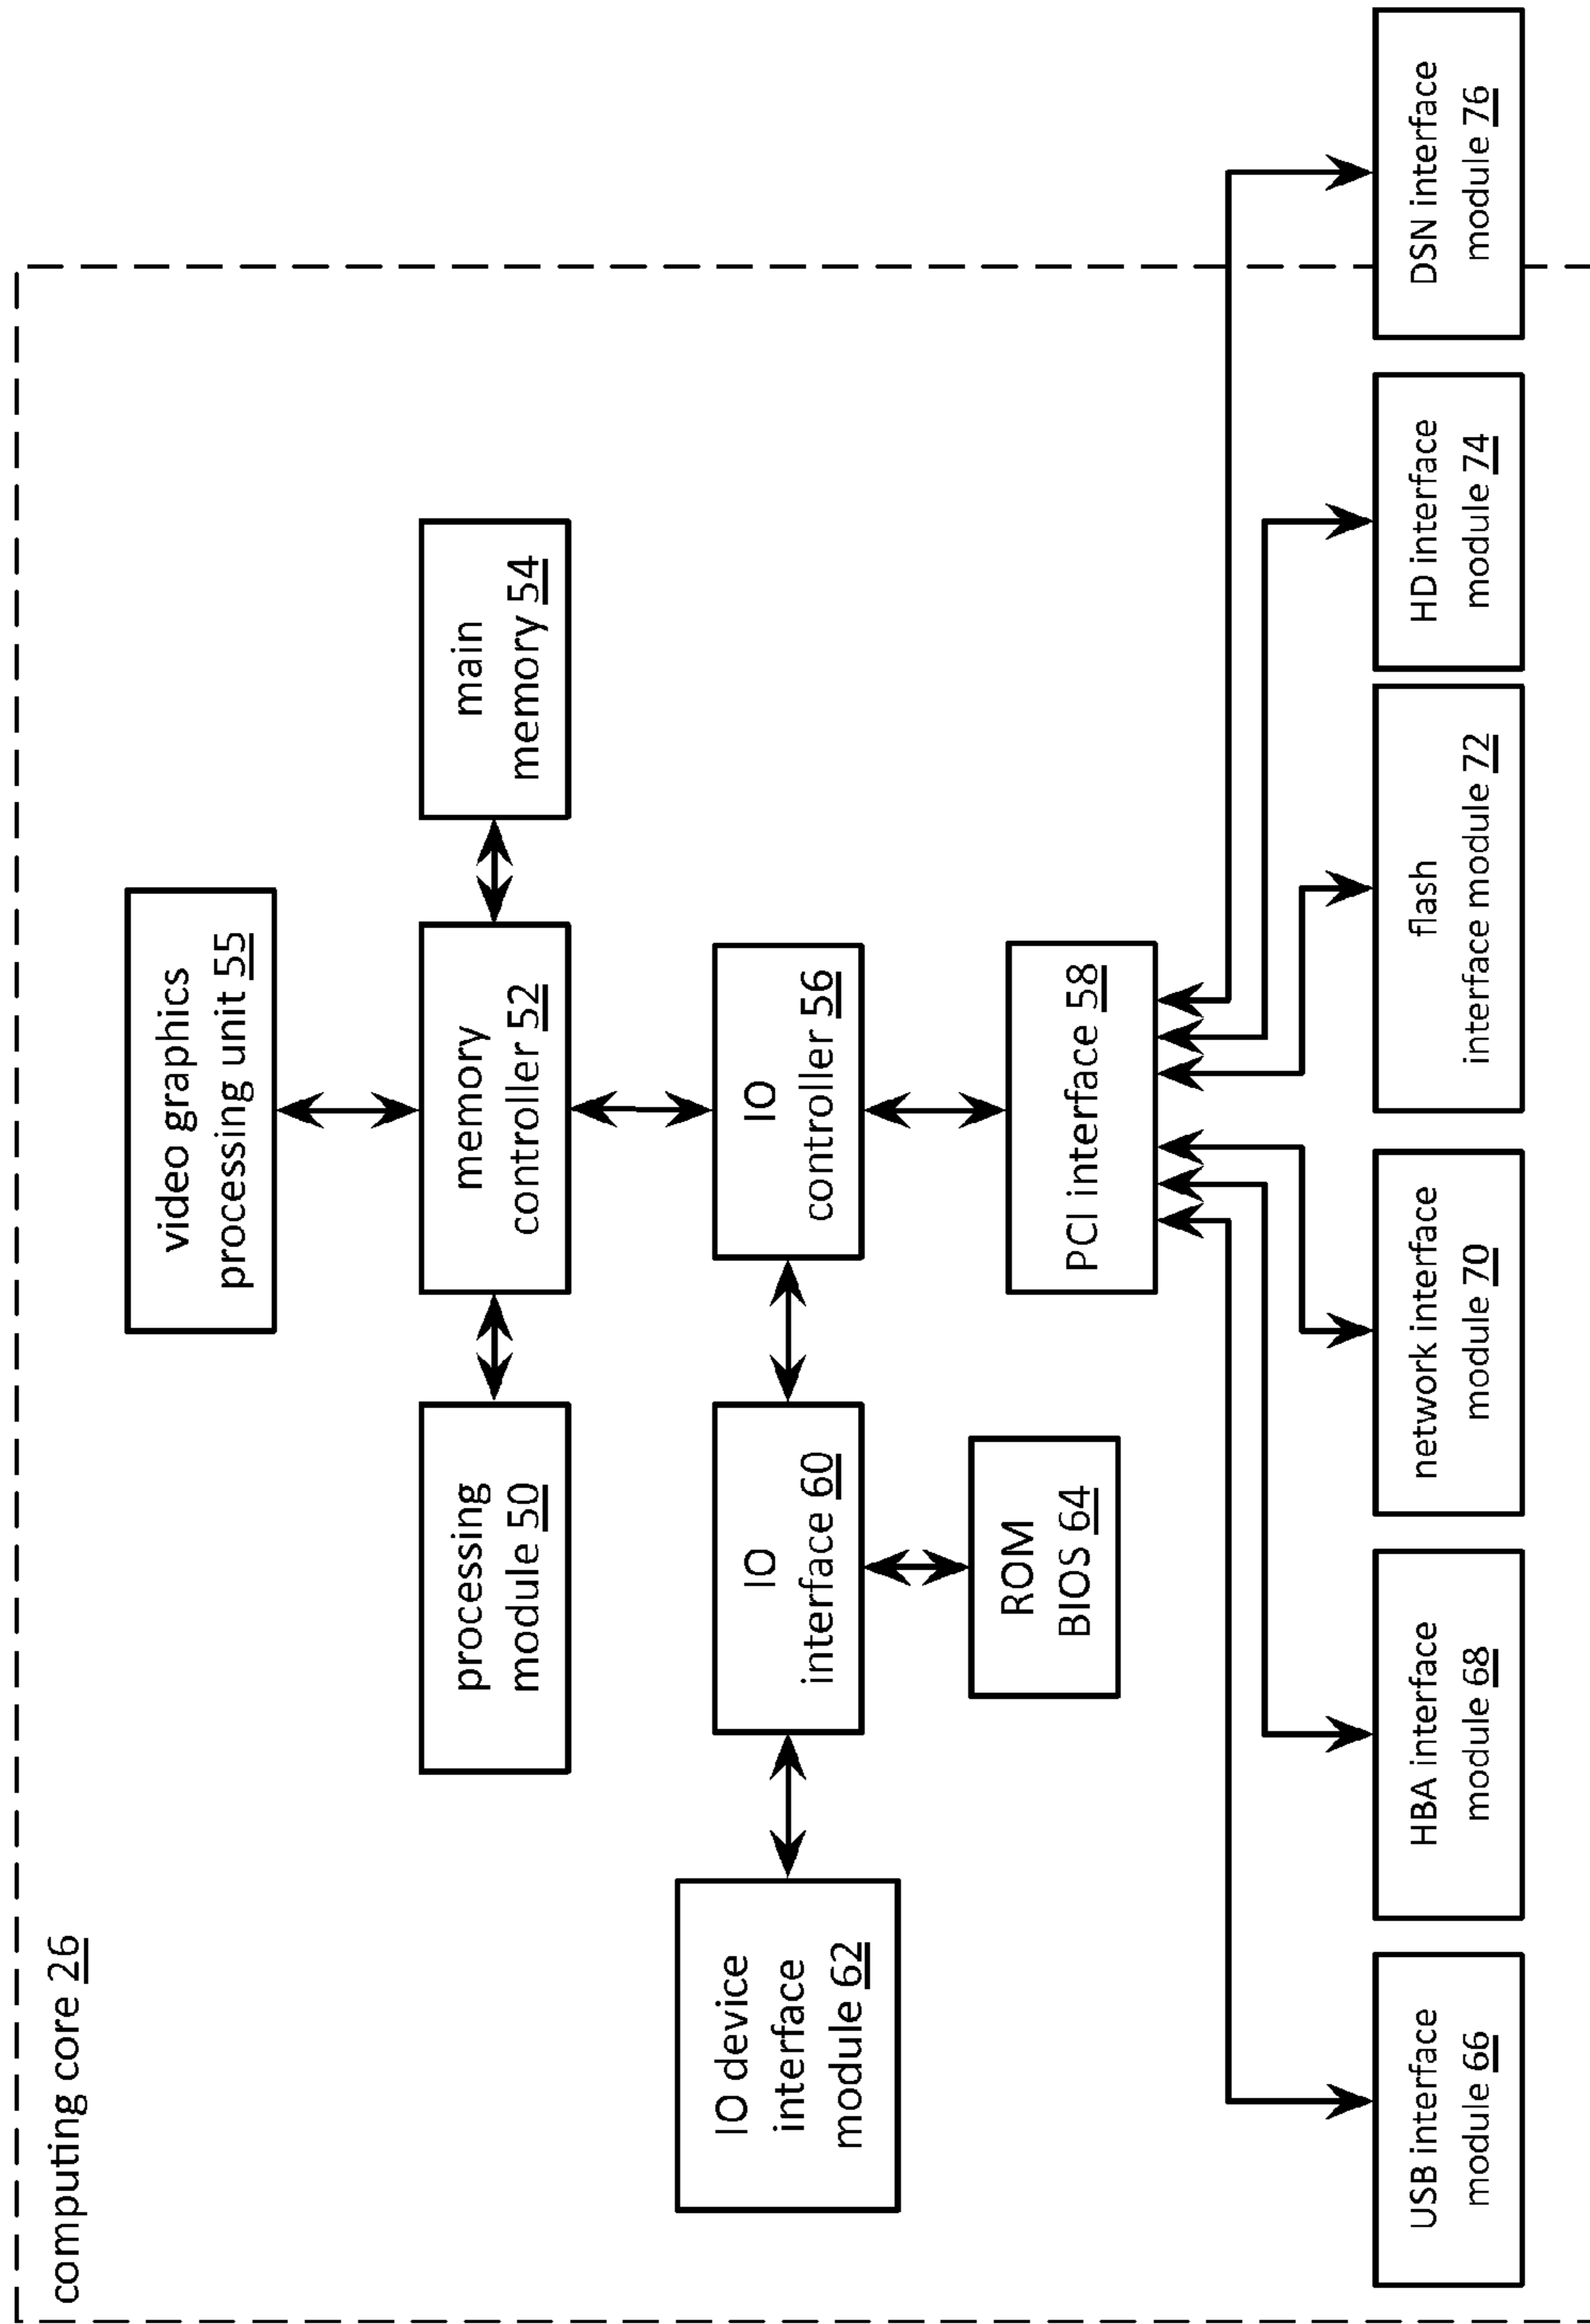 computing core 26
video graphics
processing unit 55
processing
module 50
memory
controller 52
main
memory 54
IO device
interface
module 62
IO
interface 60
IO
controller 56
ROM
BIOS 64
PCI interface 58
USB interface
module 66
HBA interface
module 68
network interface
module 70
flash
interface module 72
HD interface
module 74
DSN interface
module 76